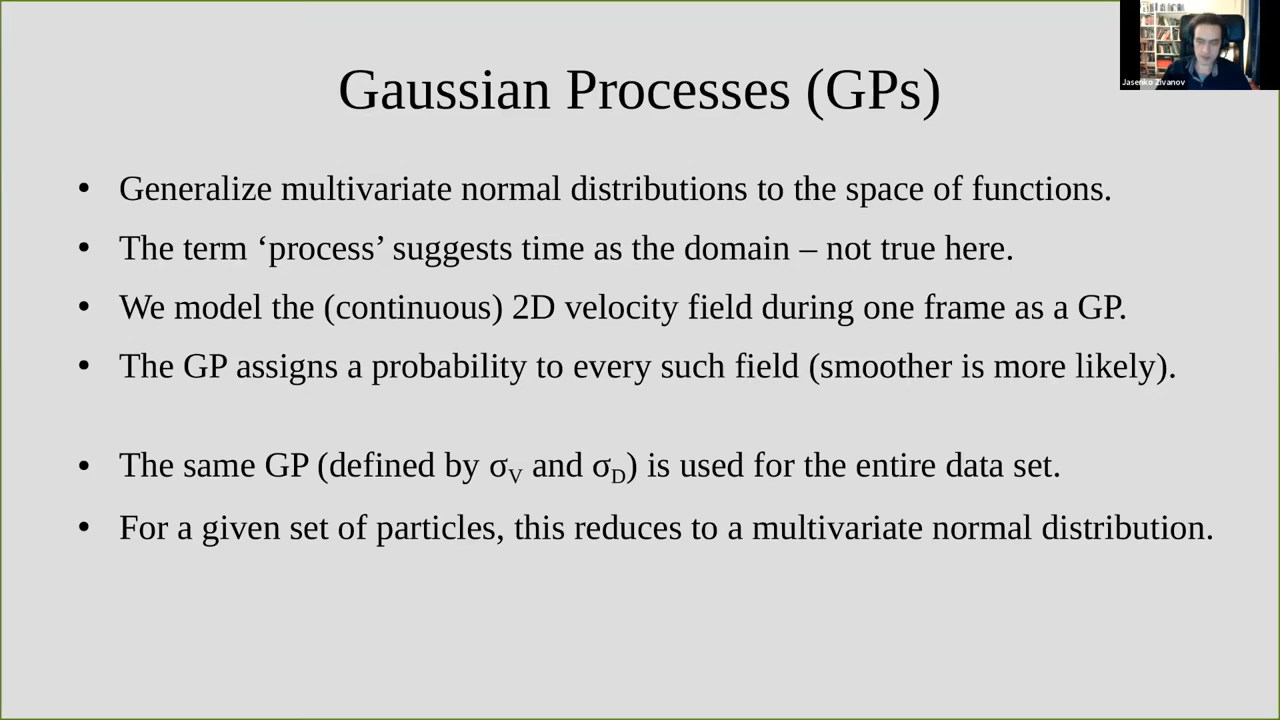 Jasenko Zivanov
Gaussian Processes (GPs)
• Generalize multivariate normal distributions to the space of functions.
• The term ‘process’ suggests time as the domain – not true here.
• We model the (continuous) 2D velocity field during one frame as a GP.
• The GP assigns a probability to every such field (smoother is more likely).
• The same GP (defined by σV and σD) is used for the entire data set.
• For a given set of particles, this reduces to a multivariate normal distribution.